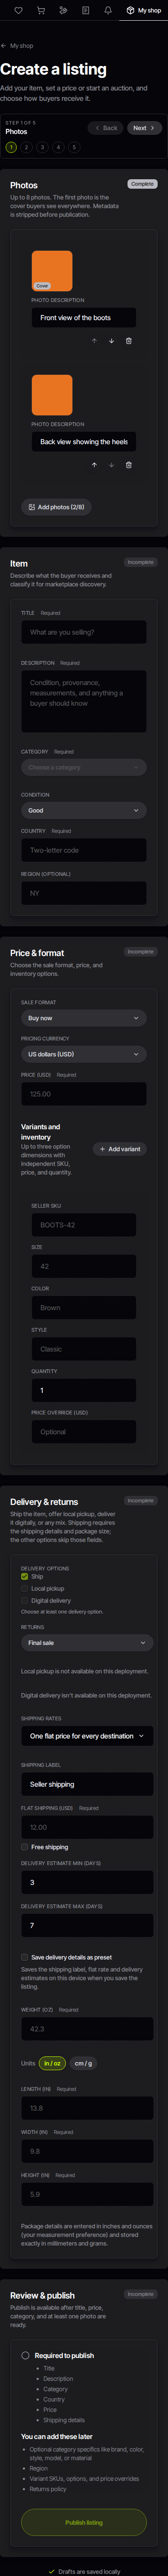 My shop
My shop
Creating a listing
Add your item, set a price or auction, and
choose how buyers receive it.
STEP 1 OF 5
Photos
Back
Next
1
2
3
4
5
Photos
Complete
Up to 8 photos. The first photo is the
cover buyers see everywhere. Metadata
is stripped before publication.
Cover
PHOTO DESCRIPTION
Front view of the boots
PHOTO DESCRIPTION
Back view showing the heels
Add photos (2/8)
Item
Incomplete
Describe what the buyer receives and
classify it for marketplace discovery.
TITLE Required
What are you selling?
DESCRIPTION Required
Condition, provenance,
measurements, and anything a
buyer should know
CATEGORY Required
Choose a category
CONDITION
Good
COUNTRY Required
Two-letter code
REGION (OPTIONAL)
NY
Price & format
Incomplete
Choose the sale format, price, and
inventory options.
SALE FORMAT
Buy now
PRICING CURRENCY
US dollars (USD)
PRICE (USD) Required
125.00
Variants and
inventory
Up to three option
dimensions with
independent SKU,
price, and quantity.
Add variant
SELLER SKU
BOOTS-42
SIZE
42
COLOR
Brown
STYLE
Classic
QUANTITY
1
PRICE OVERRIDE (USD)
Optional
Delivery & returns
Incomplete
Ship the item, offer local pickup, deliver
it digitally, or any mix. Shipping requires
the shipping details and package size;
the other options skip those fields.
DELIVERY OPTIONS
Ship
Local pickup
Digital delivery
Choose at least one delivery option.
RETURNS
Final sale
Local pickup is not available on this deployment.
Digital delivery isn't available on this deployment.
SHIPPING RATES
One flat price for every destination
SHIPPING LABEL
Seller shipping
FLAT SHIPPING (USD) Required
12.00
Free shipping
DELIVERY ESTIMATE MIN (DAYS)
3
DELIVERY ESTIMATE MAX (DAYS)
7
Save delivery details as preset
Saves the shipping label, flat rate and delivery
estimates on this device when you save the
listing.
WEIGHT (OZ) Required
42.3
Units
in / oz
cm / g
LENGTH (IN) Required
13.8
WIDTH (IN) Required
9.8
HEIGHT (IN) Required
5.9
Package details are entered in inches and ounces
(your measurement preference) and stored
exactly in millimeters and grams.
Review & publish
Incomplete
Publish is available after title, price,
category, and at least one photo are
ready.
Required to publish
Title
Description
Category
Country
Price
Shipping details
You can add these later
Optional category specifics like brand, color,
style, model, or material
Region
Variant SKUs, options, and price overrides
Returns policy
Publish listing
Drafts are saved locally